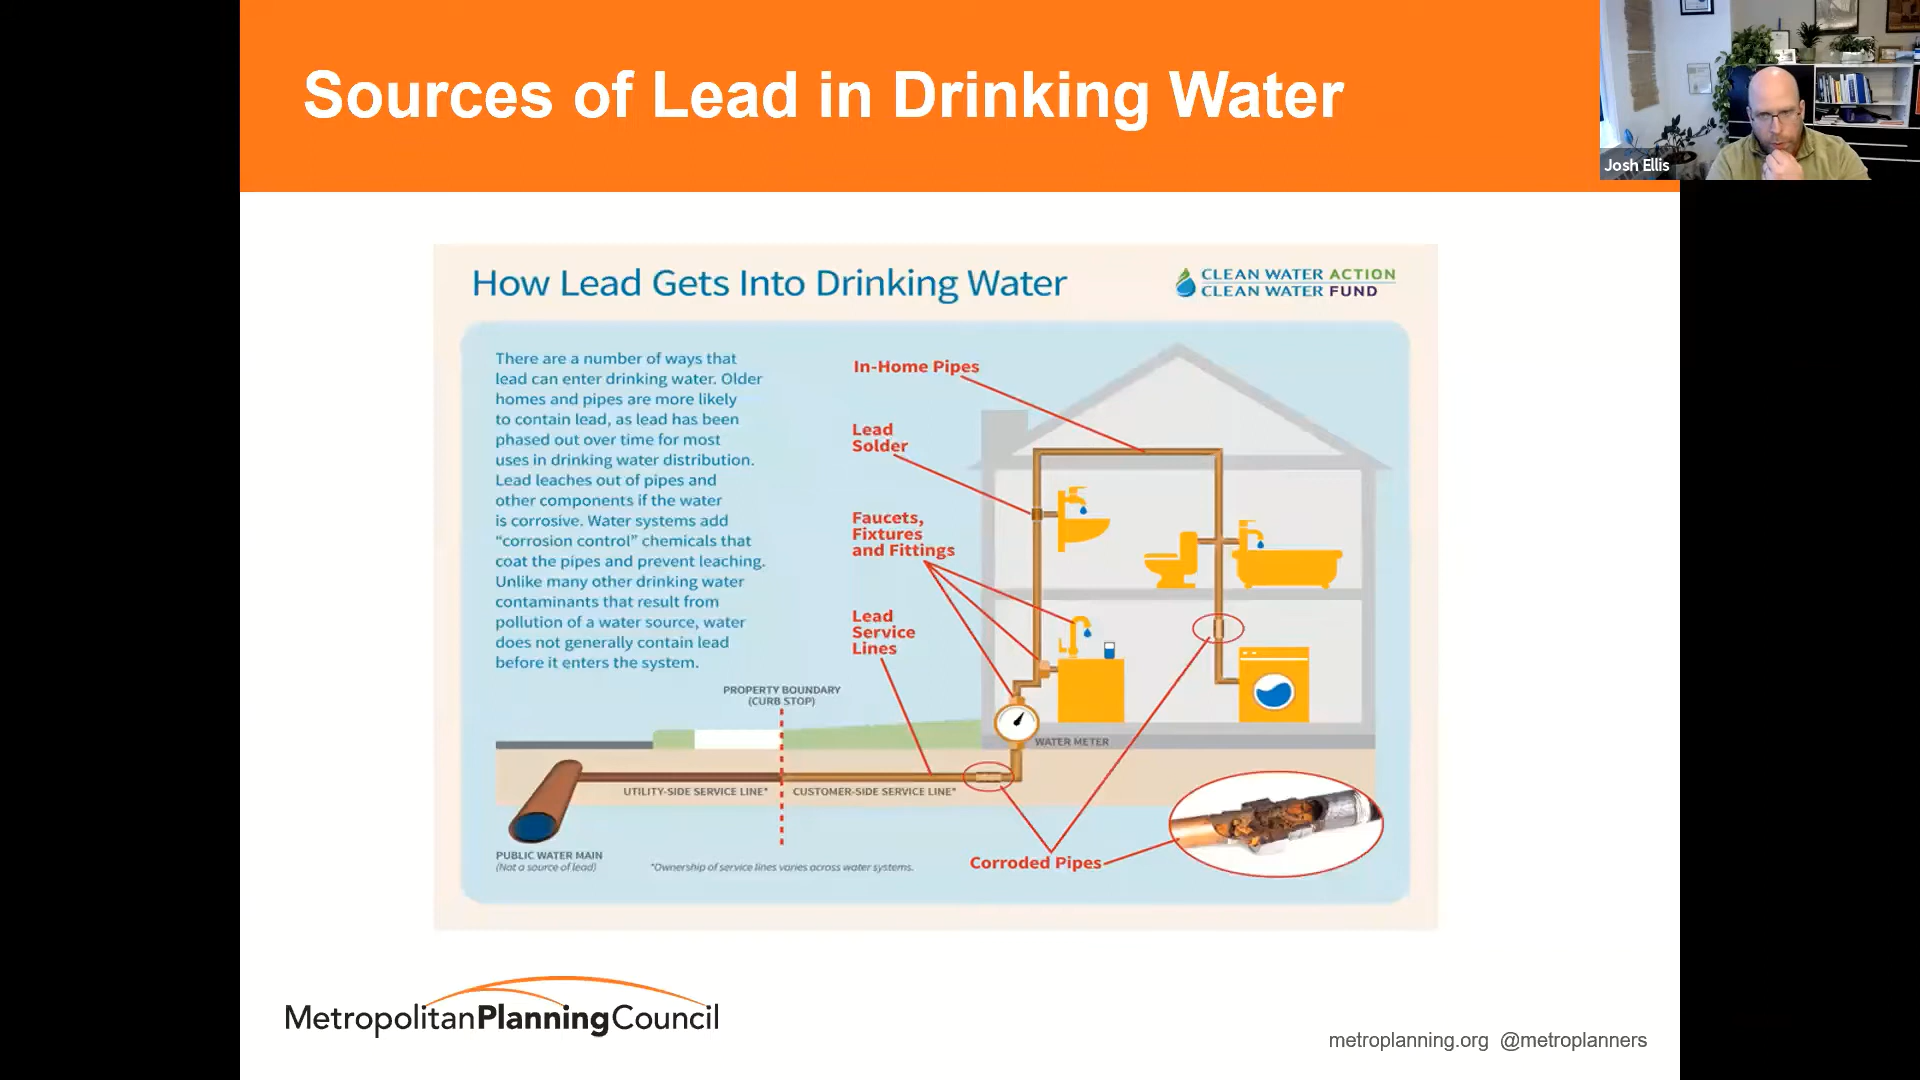 Sources of Lead in Drinking Water
Josh Ellis
How Lead Gets Into Drinking Water
CLEAN WATER ACTION
CLEAN WATER FUND
There are a number of ways that
lead can enter drinking water. Older
homes and pipes are more likely
to contain lead, as lead has been
phased out over time for most
uses in drinking water distribution.
Lead leaches out of pipes and
other components if the water
is corrosive. Water systems add
“corrosion control” chemicals that
coat the pipes and prevent leaching.
Unlike many other drinking water
contaminants that result from
pollution of a water source, water
does not generally contain lead
before it enters the system.
In-Home Pipes
Lead
Solder
Faucets,
Fixtures
and Fittings
Lead
Service
Lines
PROPERTY BOUNDARY
(CURB STOP)
WATER METER
UTILITY-SIDE SERVICE LINE*
CUSTOMER-SIDE SERVICE LINE*
PUBLIC WATER MAIN
(Not a source of lead)
*Ownership of service lines varies across water systems.
Corroded Pipes
MetropolitanPlanningCouncil
metroplanning.org @metroplanners